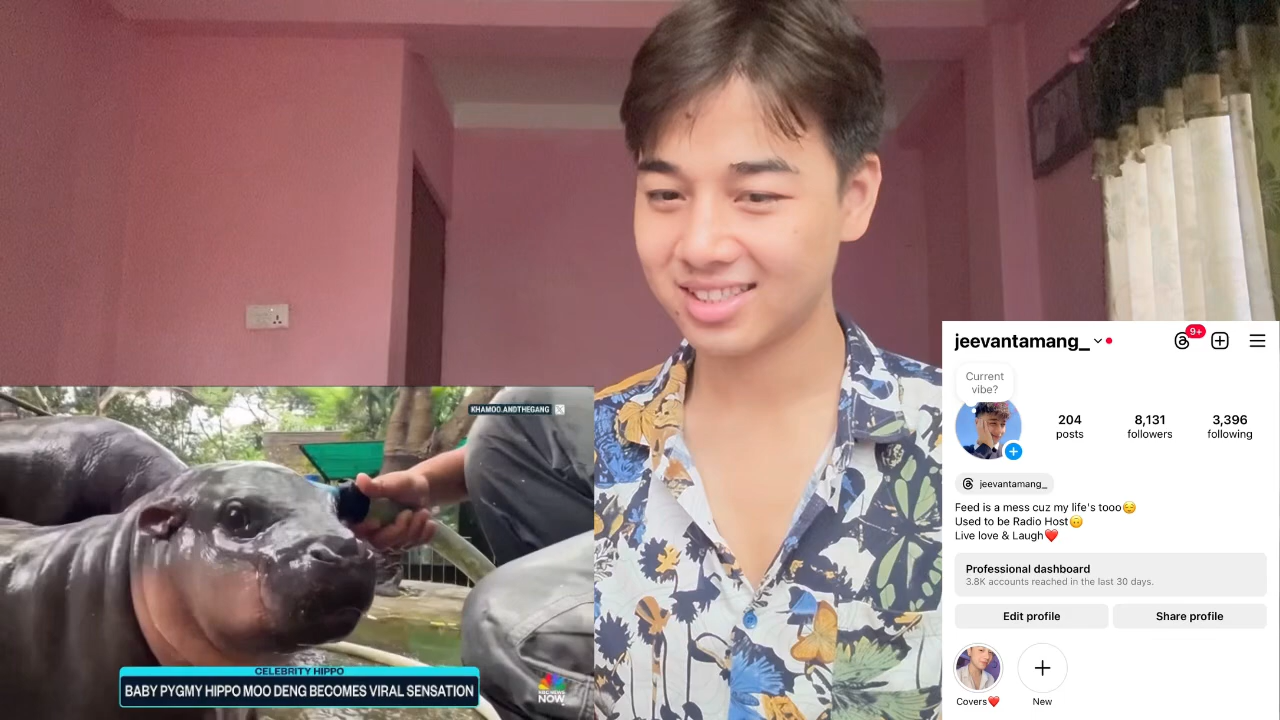 KHAMOO.ANDTHEGANG
CELEBRITY HIPPO
BABY PYGMY HIPPO MOO DENG BECOMES VIRAL SENSATION
NBC NEWS
NOW
jeevantamang_
9+
Current
vibe?
204
posts
8,131
followers
3,396
following
jeevantamang_
Feed is a mess cuz my life's tooo😌
Used to be Radio Host🙃
Live love & Laugh❤️
Professional dashboard
3.8K accounts reached in the last 30 days.
Edit profile
Share profile
Covers❤️
New